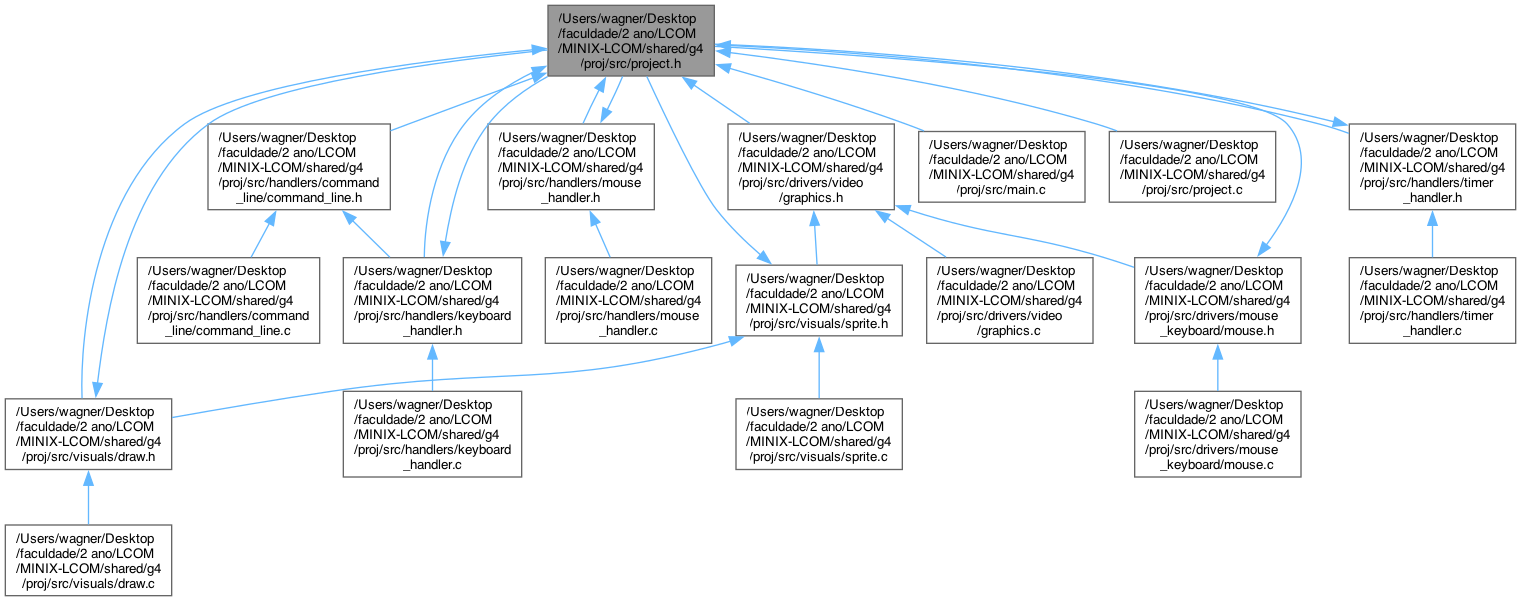 /Users/wagner/Desktop
/faculdade/2 ano/LCOM
/MINIX-LCOM/shared/g4
/proj/src/project.h
/Users/wagner/Desktop
/faculdade/2 ano/LCOM
/MINIX-LCOM/shared/g4
/proj/src/handlers/command
_line/command_line.h
/Users/wagner/Desktop
/faculdade/2 ano/LCOM
/MINIX-LCOM/shared/g4
/proj/src/handlers/mouse
_handler.h
/Users/wagner/Desktop
/faculdade/2 ano/LCOM
/MINIX-LCOM/shared/g4
/proj/src/drivers/video
/graphics.h
/Users/wagner/Desktop
/faculdade/2 ano/LCOM
/MINIX-LCOM/shared/g4
/proj/src/main.c
/Users/wagner/Desktop
/faculdade/2 ano/LCOM
/MINIX-LCOM/shared/g4
/proj/src/project.c
/Users/wagner/Desktop
/faculdade/2 ano/LCOM
/MINIX-LCOM/shared/g4
/proj/src/handlers/timer
_handler.h
/Users/wagner/Desktop
/faculdade/2 ano/LCOM
/MINIX-LCOM/shared/g4
/proj/src/handlers/command
_line/command_line.c
/Users/wagner/Desktop
/faculdade/2 ano/LCOM
/MINIX-LCOM/shared/g4
/proj/src/handlers/keyboard
_handler.h
/Users/wagner/Desktop
/faculdade/2 ano/LCOM
/MINIX-LCOM/shared/g4
/proj/src/handlers/mouse
_handler.c
/Users/wagner/Desktop
/faculdade/2 ano/LCOM
/MINIX-LCOM/shared/g4
/proj/src/visuals/sprite.h
/Users/wagner/Desktop
/faculdade/2 ano/LCOM
/MINIX-LCOM/shared/g4
/proj/src/drivers/video
/graphics.c
/Users/wagner/Desktop
/faculdade/2 ano/LCOM
/MINIX-LCOM/shared/g4
/proj/src/drivers/mouse
_keyboard/mouse.h
/Users/wagner/Desktop
/faculdade/2 ano/LCOM
/MINIX-LCOM/shared/g4
/proj/src/handlers/timer
_handler.c
/Users/wagner/Desktop
/faculdade/2 ano/LCOM
/MINIX-LCOM/shared/g4
/proj/src/visuals/draw.h
/Users/wagner/Desktop
/faculdade/2 ano/LCOM
/MINIX-LCOM/shared/g4
/proj/src/handlers/keyboard
_handler.c
/Users/wagner/Desktop
/faculdade/2 ano/LCOM
/MINIX-LCOM/shared/g4
/proj/src/visuals/sprite.c
/Users/wagner/Desktop
/faculdade/2 ano/LCOM
/MINIX-LCOM/shared/g4
/proj/src/drivers/mouse
_keyboard/mouse.c
/Users/wagner/Desktop
/faculdade/2 ano/LCOM
/MINIX-LCOM/shared/g4
/proj/src/visuals/draw.c